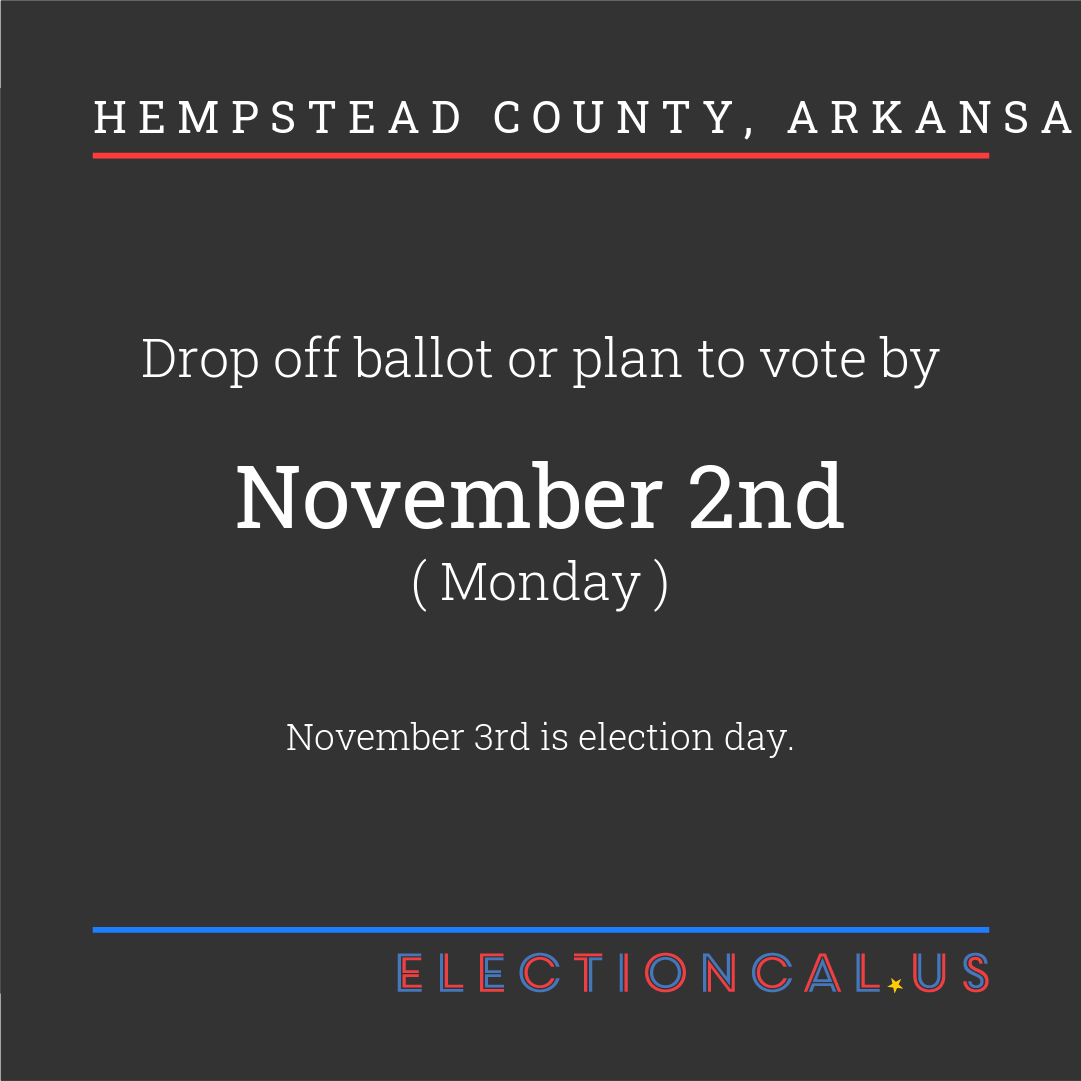 HEMPSTEAD COUNTY, ARKANSA
Drop off ballot or plan to vote by
November 2nd
( Monday )
November 3rd is election day.
ELECTIONCAL.US